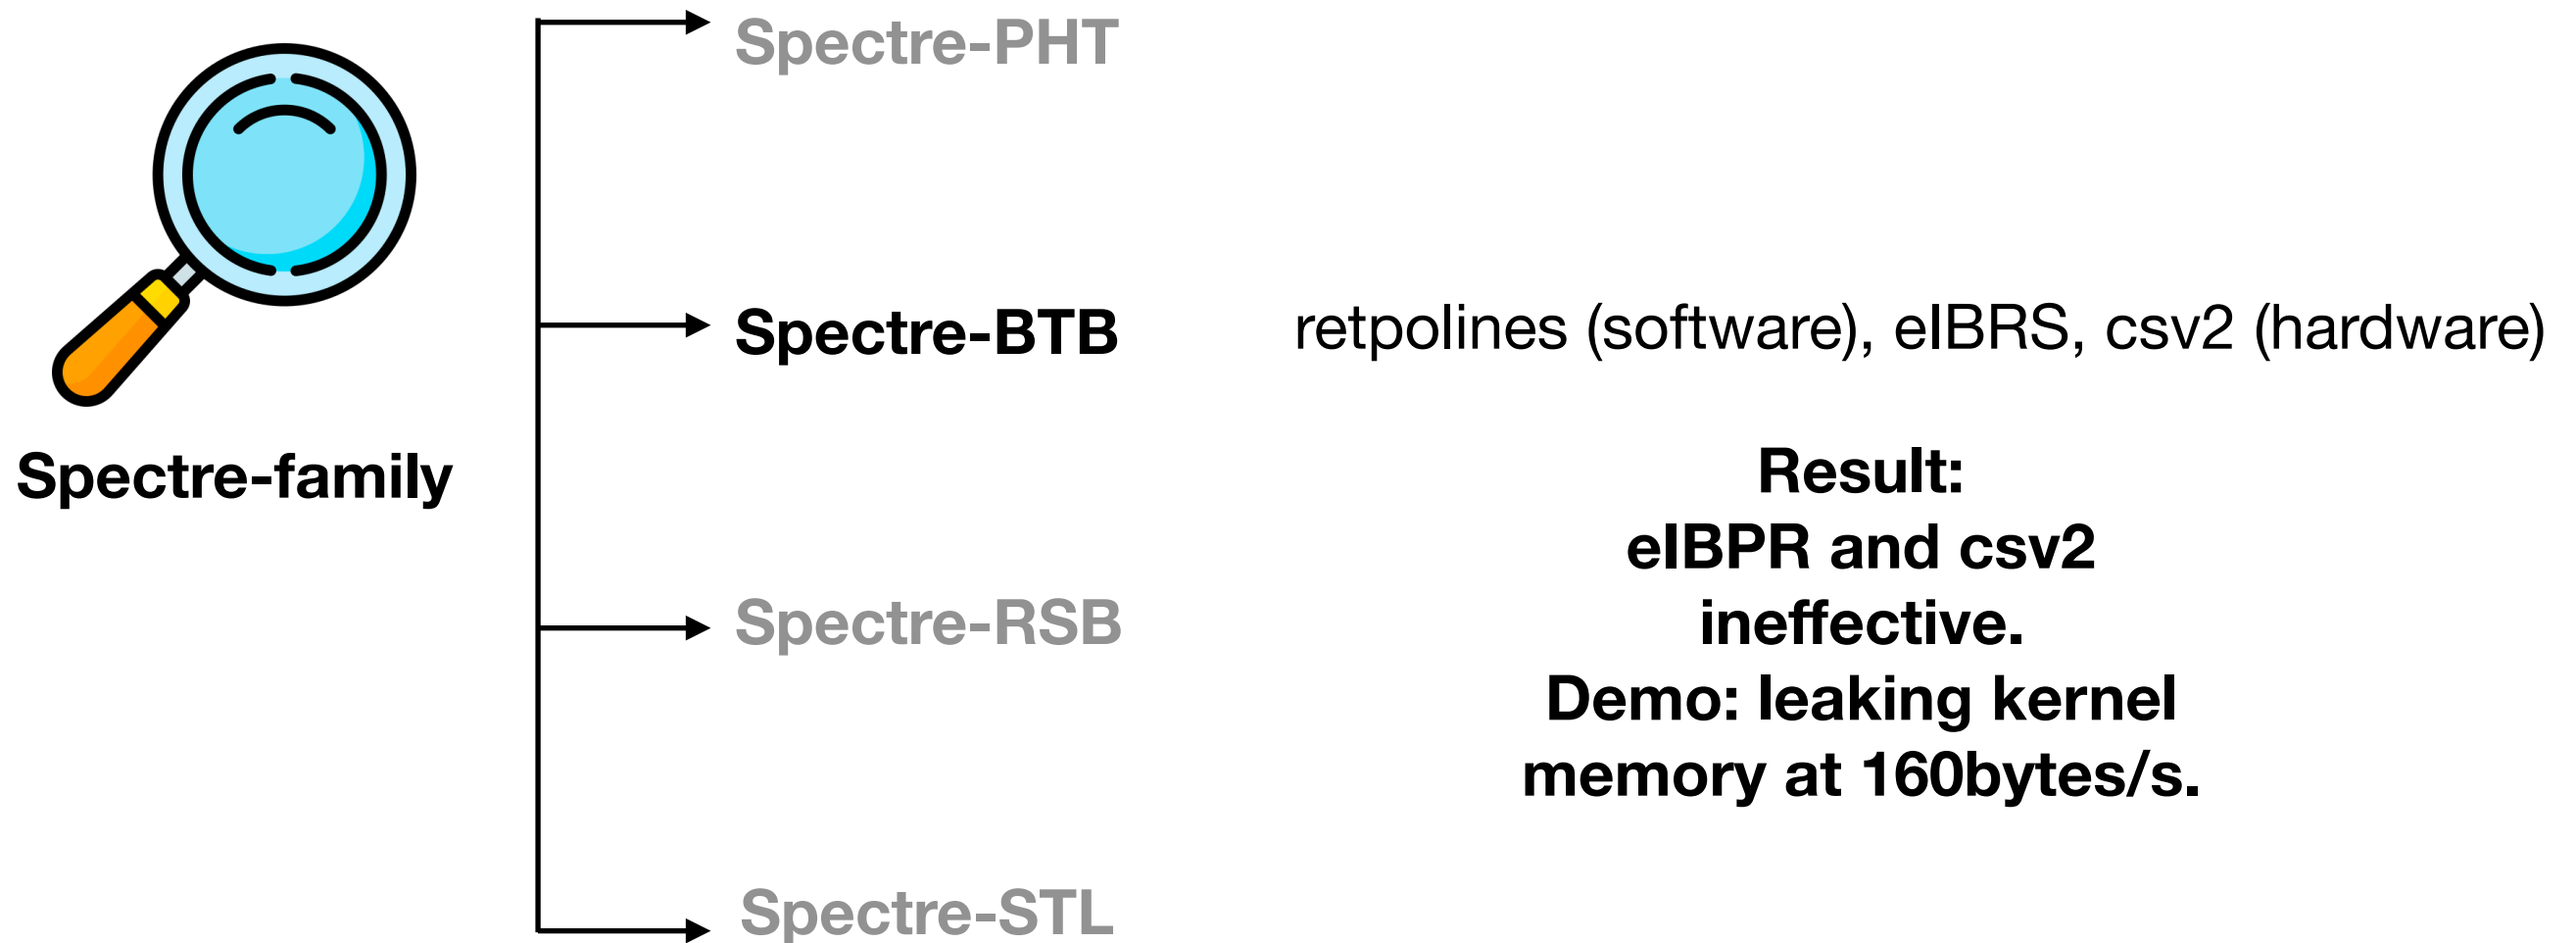 Spectre-PHT
Spectre-BTB
retpolines (software), eIBRS, csv2 (hardware)
Spectre-family
Result:
eIBPR and csv2
ineffective.
Spectre-RSB
Demo: leaking kernel
memory at 160bytes/s.
Spectre-STL